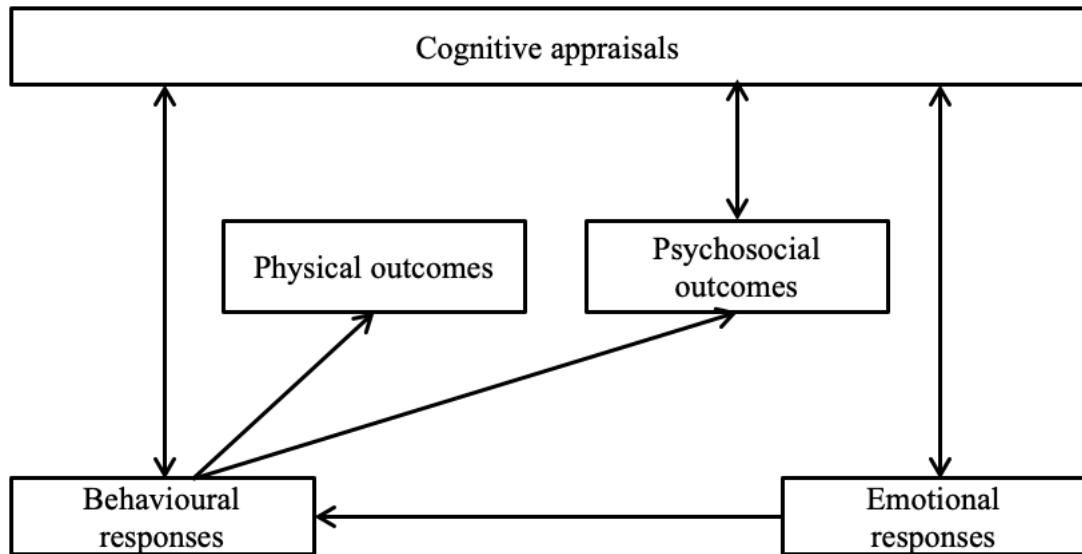 Cognitive appraisals
Physical outcomes
Psychosocial
outcomes
Behavioural
responses
Emotional
responses